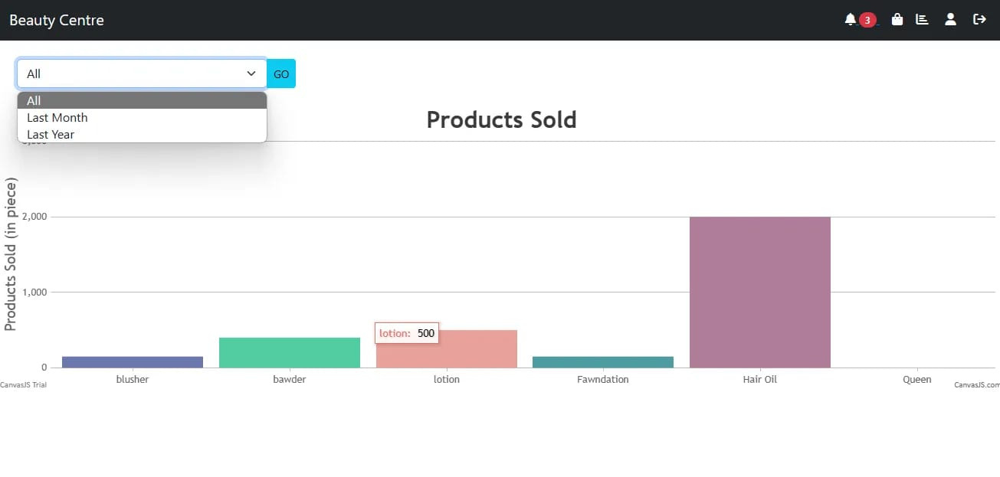 Beauty Centre
3
All
GO
All
Last Month
Last Year
Products Sold
Products Sold (in piece)
2,000
1,000
0
lotion: 500
blusher
bawder
lotion
Fawndation
Hair Oil
Queen
CanvasJS Trial
CanvasJS.com